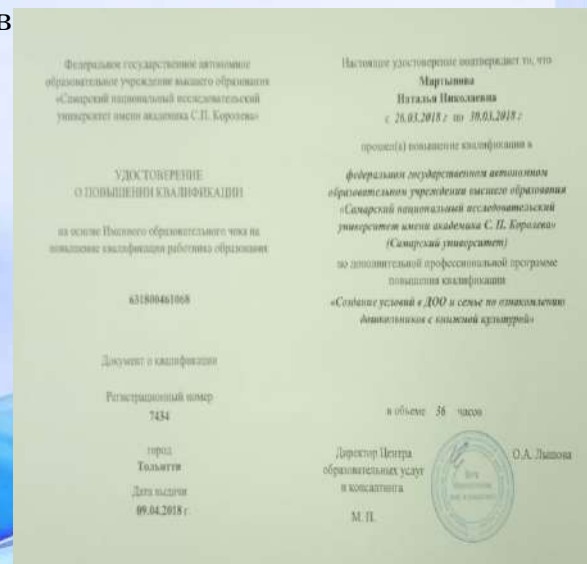 в
Федеральное государственное автономное
образовательное учреждение высшего образования
«Самарский национальный исследовательский
университет имени академика С.П. Королева»
УДОСТОВЕРЕНИЕ
О ПОВЫШЕНИИ КВАЛИФИКАЦИИ
на основе Именного образовательного чека на
повышение квалификации работника образования
631800461068
Документ о квалификации
Регистрационный номер
7434
город
Тольятти
Дата выдачи
09.04.2018 г.
Настоящее удостоверение подтверждает то, что
Мартынова
Наталья Николаевна
с 26.03.2018 г по 30.03.2018 г
прошел(а) повышение квалификации в
федеральном государственном автономном
образовательном учреждении высшего образования
«Самарский национальный исследовательский
университет имени академика С. П. Королева»
(Самарский университет)
по дополнительной профессиональной программе
повышения квалификации
«Создание условий в ДОО и семье по ознакомлению
дошкольников с книжной культурой»
в объеме 36 часов
Директор Центра
образовательных услуг
и консалтинга
О.А. Лышова
М. П.